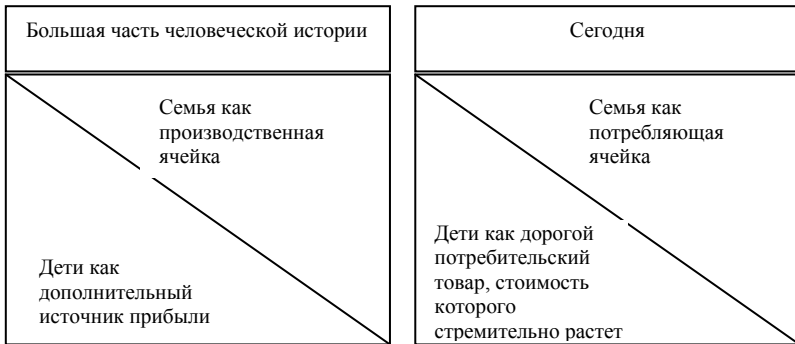 Большая часть человеческой истории
Семья как
производственная
ячейка
Дети как
дополнительный
источник прибыли
Сегодня
Семья как
потребляющая
ячейка
Дети как дорогой
потребительский
товар, стоимость
которого
стремительно растет